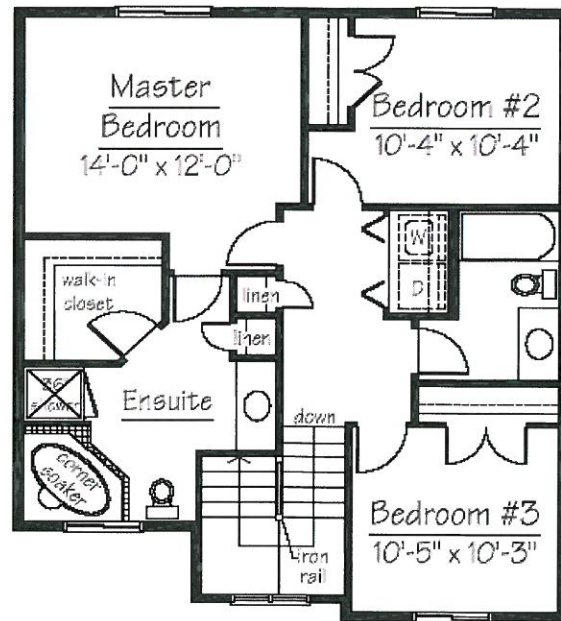 Master
Bedroom
14'-0" x 12'-0"
Bedroom #2
10'-4" x 10'-4"
walk-in
closet
linen
linen
W
D
36"
shower
Ensuite
corner
soaker
down
iron
rail
Bedroom #3
10'-5" x 10'-3"